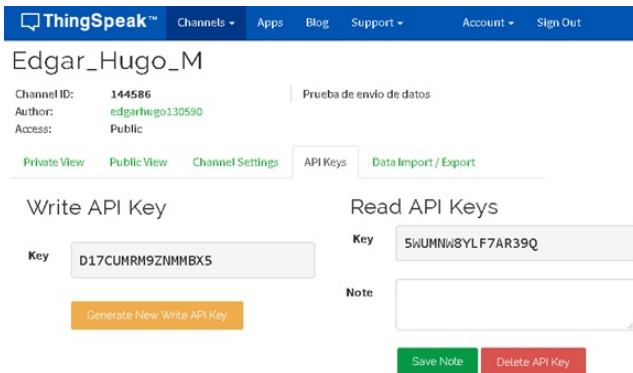 ThingSpeak™ Channels Apps Blog Support Account Sign Out
Edgar_Hugo_M
Channel ID: 144586 Prueba de envio de datos
Author: edgarhugo130590
Access: Public
Private View Public View Channel Settings API Keys Data Import / Export
Write API Key Read API Keys
Key D17CUMRM9ZNMMBX5 Key 5WUMNW8YLF7AR39Q
Note
Generate New Write API Key
Save Note Delete API Key